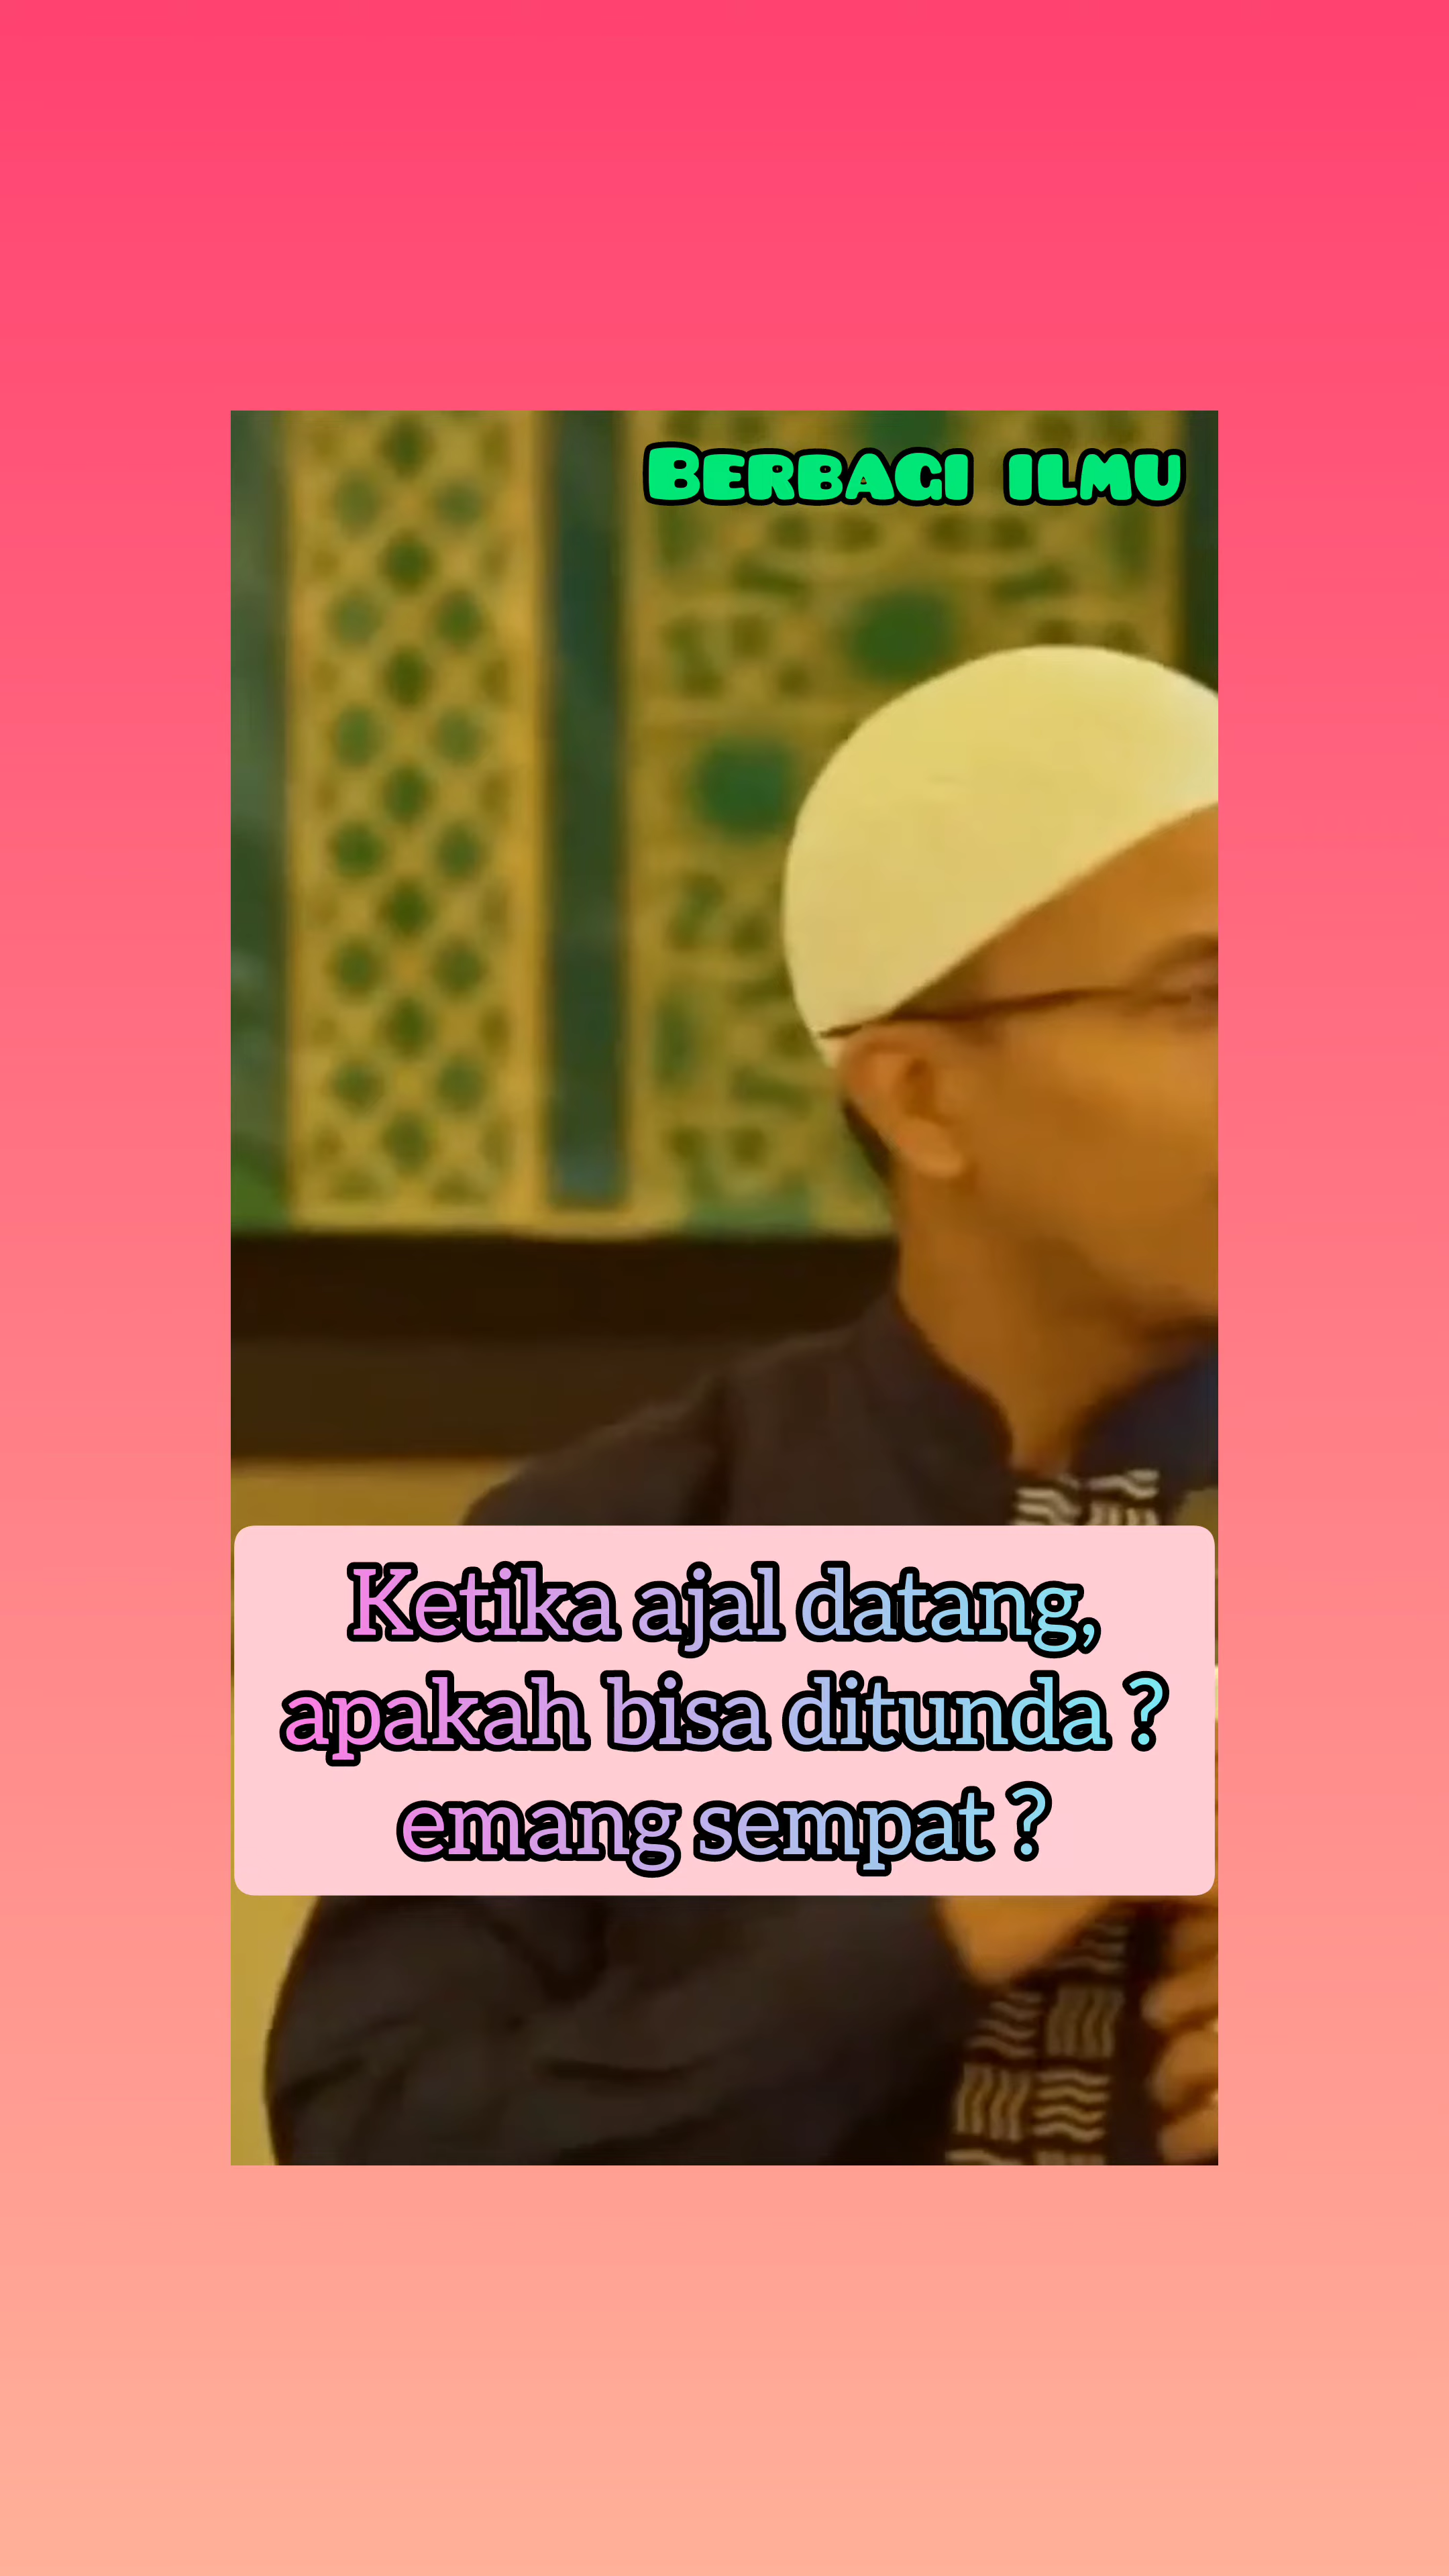 Berbagi ilmu
Ketika ajal datang,
apakah bisa ditunda ?
emang sempat ?